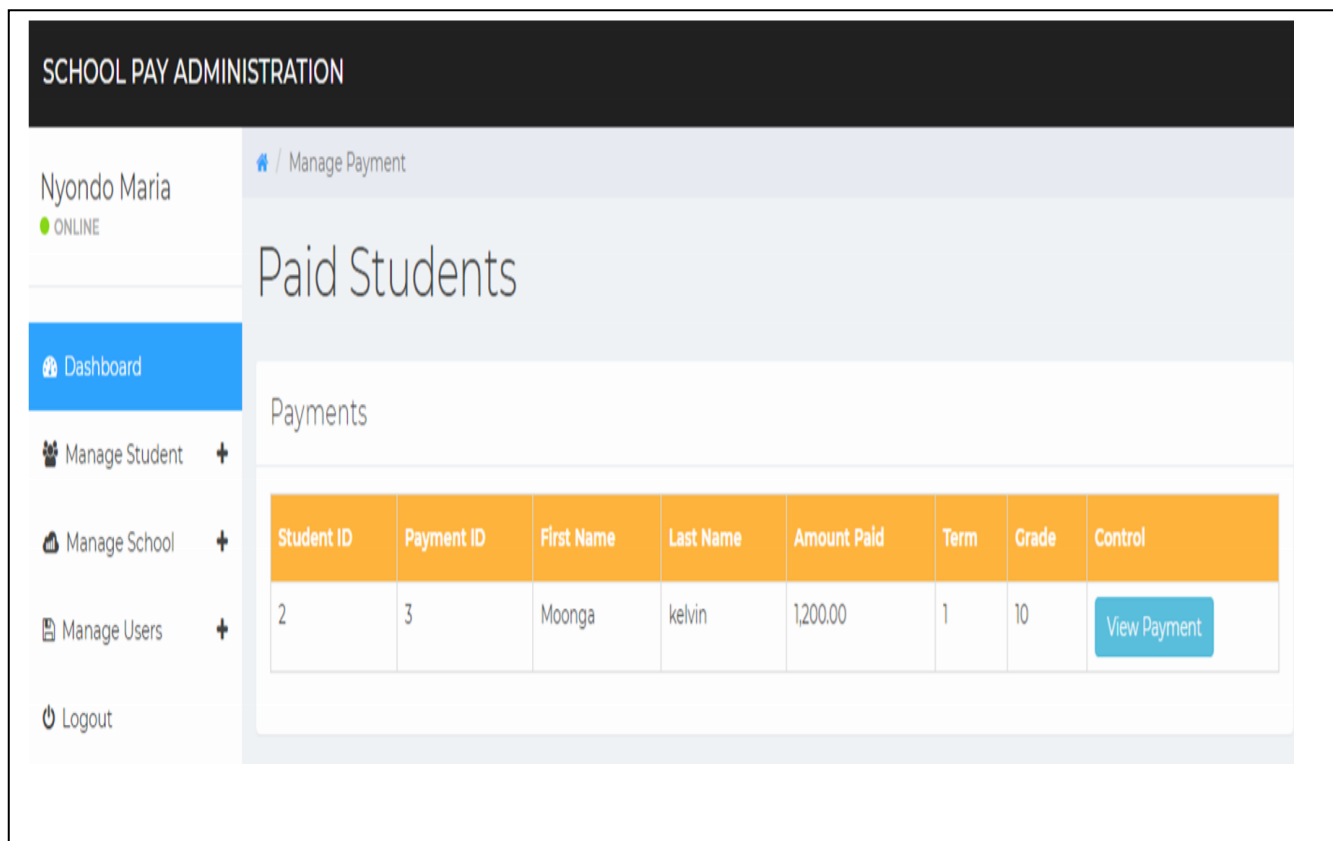 SCHOOL PAY ADMINISTRATION
Nyondo Maria
ONLINE
/ Manage Payment
Paid Students
Dashboard
Manage Student +
Manage School +
Manage Users +
Logout
Payments
Student ID Payment ID First Name Last Name Amount Paid Term Grade Control
2 3 Moonga kelvin 1,200.00 1 10 View Payment